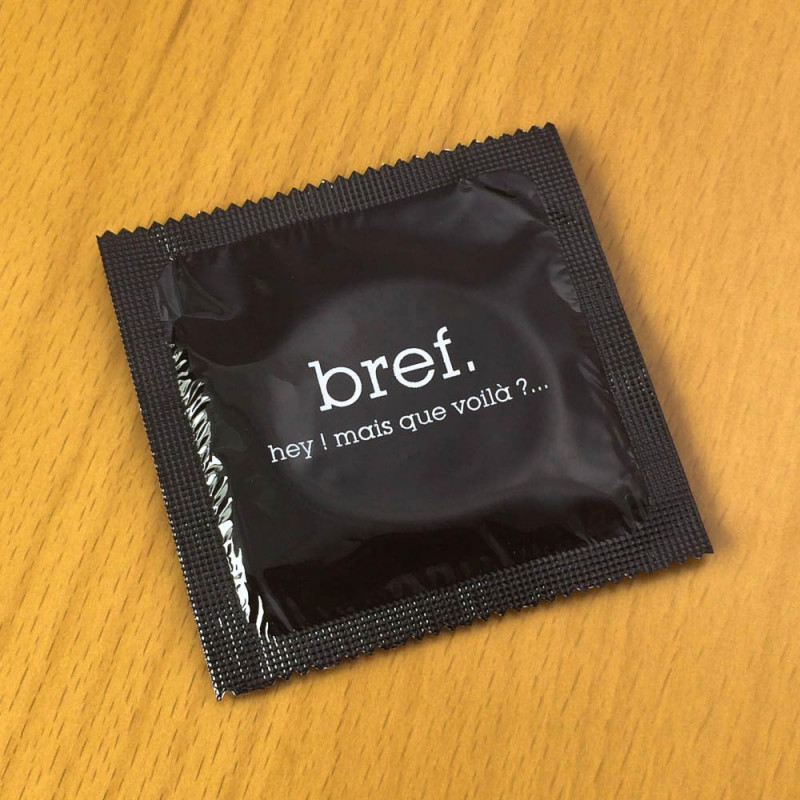 bref.
hey ! mais que voilà ?...